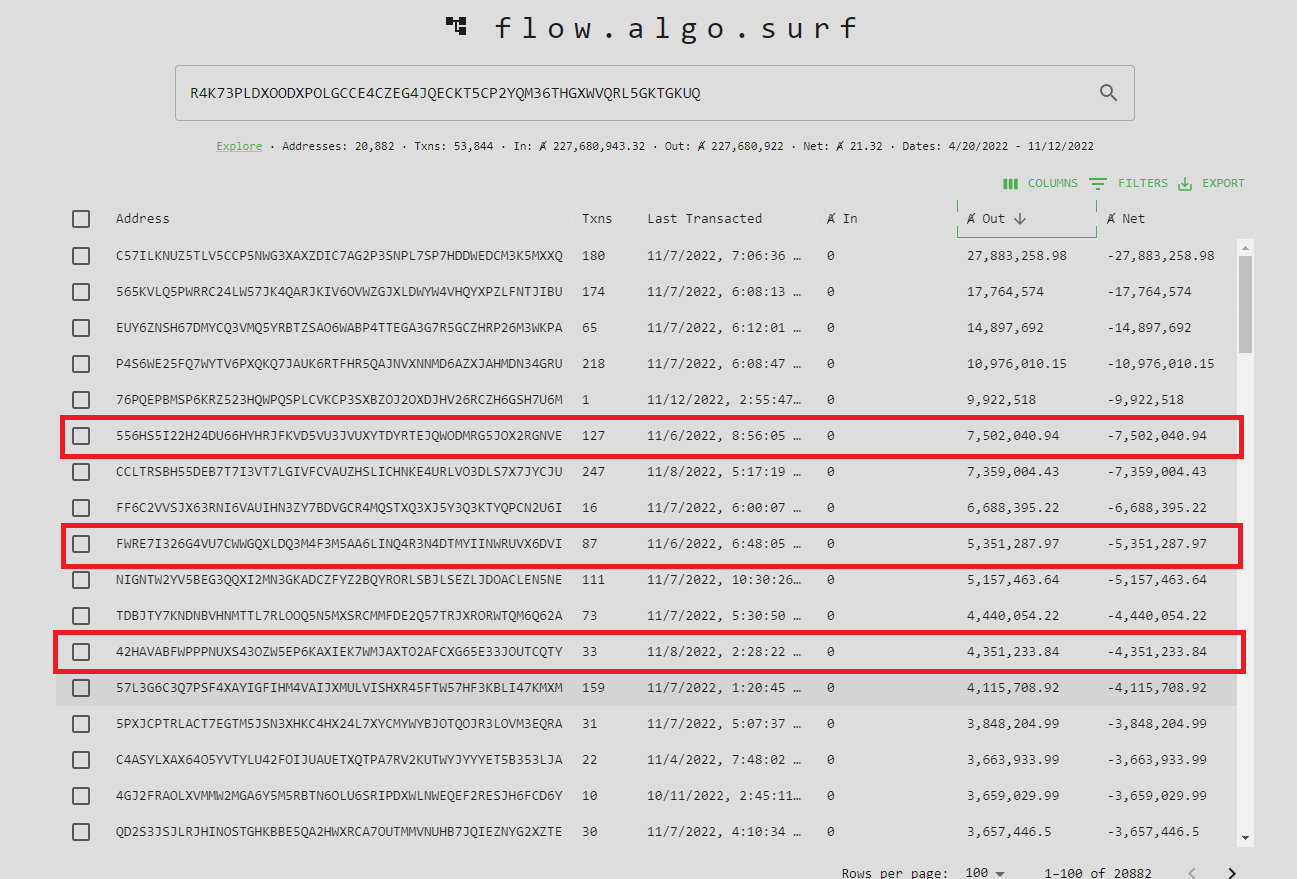 flow.algo.surf
R4K73PLDXOODXPOLGCCE4CZEG4JQECKT5CP2YQM36THGXWVQRL5GKTGKUQ
Explore · Addresses: 20,882 · Txns: 53,844 · In: Ⱥ 227,680,943.32 · Out: Ⱥ 227,680,922 · Net: Ⱥ 21.32 · Dates: 4/20/2022 - 11/12/2022
COLUMNS FILTERS EXPORT
Address Txns Last Transacted Ⱥ In Ⱥ Out Ⱥ Net
C57ILKNUZ5TLV5CCP5NWG3XAXZDIC7AG2P3SNPL7SP7HDDWEDCM3K5MXXQ 180 11/7/2022, 7:06:36 … 0 27,883,258.98 -27,883,258.98
565KVLQ5PWRRC24LW57JK4QARJKIV6OVWZGJXLDWYW4VHQYXPZLFNTJIBU 174 11/7/2022, 6:08:13 … 0 17,764,574 -17,764,574
EUY6ZNSH67DMYCQ3VMQ5YRBTZSAO6WABP4TTEGA3G7R5GCZHRP26M3WKPA 65 11/7/2022, 6:12:01 … 0 14,897,692 -14,897,692
P4S6WE25FQ7WYTV6PXQKQ7JAUK6RTFHR5QAJNVXNNMD6AZXJAHMDN34GRU 218 11/7/2022, 6:08:47 … 0 10,976,010.15 -10,976,010.15
76PQEPBMSP6KRZ523HQWPQSPLCVKCP3SXBZOJ2OXDJHV26RCZH6GSH7U6M 1 11/12/2022, 2:55:47… 0 9,922,518 -9,922,518
556HS5I22H24DU66HYHRJFKVD5VU3JVUXYTDYRTEJQWODMRG5JOX2RGNVE 127 11/6/2022, 8:56:05 … 0 7,502,040.94 -7,502,040.94
CCLTRSBH55DEB7T7I3VT7LGIVFCVAUZHSLICHNKE4URLVO3DLS7X7JYCJU 247 11/8/2022, 5:17:19 … 0 7,359,004.43 -7,359,004.43
FF6C2VVSJX63RNI6VAUIHN3ZY7BDVGCR4MQSTXQ3XJ5Y3Q3KTYQPCN2U6I 16 11/7/2022, 6:00:07 … 0 6,688,395.22 -6,688,395.22
FWRE7I326G4VU7CWWGQXLDQ3M4F3M5AA6LINQ4R3N4DTMYIINWRUVX6DVI 87 11/6/2022, 6:48:05 … 0 5,351,287.97 -5,351,287.97
NIGNTW2YV5BEG3QQXI2MN3GKADCZFYZ2BQYRORLSBJLSEZLJDOACLEN5NE 111 11/7/2022, 10:30:26… 0 5,157,463.64 -5,157,463.64
TDBJTY7KNDNBVHNMTTL7RLOOQ5N5MXSRCMMFDE2Q57TRJXRORWTQM6Q62A 73 11/7/2022, 5:30:50 … 0 4,440,054.22 -4,440,054.22
42HAVABFWPPPNUXS43OZW5EP6KAXIEK7WMJAXTO2AFCXG65E33JOUTCQTY 33 11/8/2022, 2:28:22 … 0 4,351,233.84 -4,351,233.84
57L3G6C3Q7PSF4XAYIGFIHM4VAIJXMULVISHXR45FTW57HF3KBLI47KMXM 159 11/7/2022, 1:20:45 … 0 4,115,708.92 -4,115,708.92
5PXJCPTRLACT7EGTM5JSN3XHKC4HX24L7XYCMYWYBJOTQOJR3LOVM3EQRA 31 11/7/2022, 5:07:37 … 0 3,848,204.99 -3,848,204.99
C4ASYLXAX64O5YVTYLU42FOIJUAUETXQTPA7RV2KUTWYJYYYET5B353LJA 22 11/4/2022, 7:48:02 … 0 3,663,933.99 -3,663,933.99
4GJ2FRAOLXVMMW2MGA6Y5M5RBTN6OLU6SRIPDXWLNWEQEF2RESJH6FCD6Y 10 10/11/2022, 2:45:11… 0 3,659,029.99 -3,659,029.99
QD2S3JSJLRJHINOSTGHKBBE5QA2HWXRCA7OUTMMVNUHB7JQIEZNYG2XZTE 30 11/7/2022, 4:10:34 … 0 3,657,446.5 -3,657,446.5
Rows per page: 100 1–100 of 20882